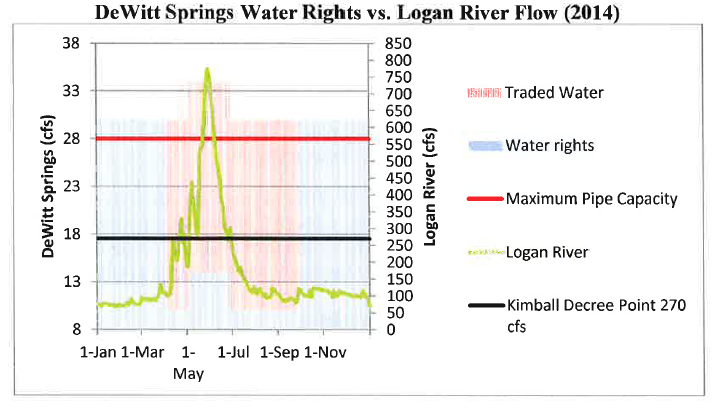 DeWitt Springs Water Rights vs. Logan River Flow (2014)
DeWitt Springs (cfs)
38
33
28
23
18
13
8
850
800
750
700
650
600
550
500
450
400
350
300
250
200
150
100
50
0
Logan River (cfs)
1-Jan 1-Mar 1- 1-Jul 1-Sep 1-Nov
May
Traded Water
Water rights
Maximum Pipe Capacity
Logan River
Kimball Decree Point 270
cfs